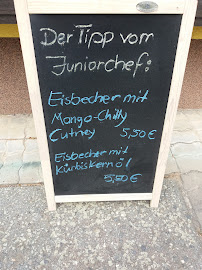 Der Tipp vom
Juniorchef:
Eisbecher mit
Mango-Chilly
Cutney 5,50 €
Eisbecher mit
Kürbiskernöl
5,50 €